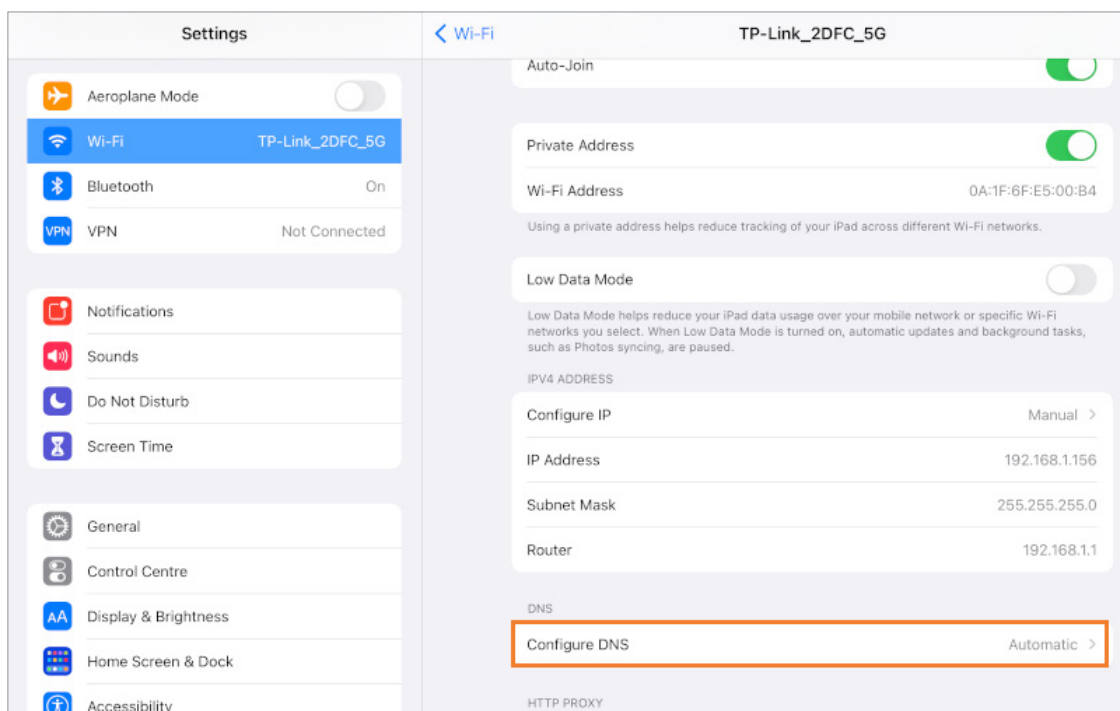 Settings
Aeroplane Mode
Wi-Fi TP-Link_2DFC_5G
Bluetooth On
VPN VPN Not Connected
Notifications
Sounds
Do Not Disturb
Screen Time
General
Control Centre
AA Display & Brightness
Home Screen & Dock
Accessibility
Wi-Fi TP-Link_2DFC_5G
Auto-Join
Private Address
Wi-Fi Address 0A:1F:6F:E5:00:B4
Using a private address helps reduce tracking of your iPad across different Wi-Fi networks.
Low Data Mode
Low Data Mode helps reduce your iPad data usage over your mobile network or specific Wi-Fi
networks you select. When Low Data Mode is turned on, automatic updates and background tasks,
such as Photos syncing, are paused.
IPV4 ADDRESS
Configure IP Manual
IP Address 192.168.1.156
Subnet Mask 255.255.255.0
Router 192.168.1.1
DNS
Configure DNS Automatic
HTTP PROXY